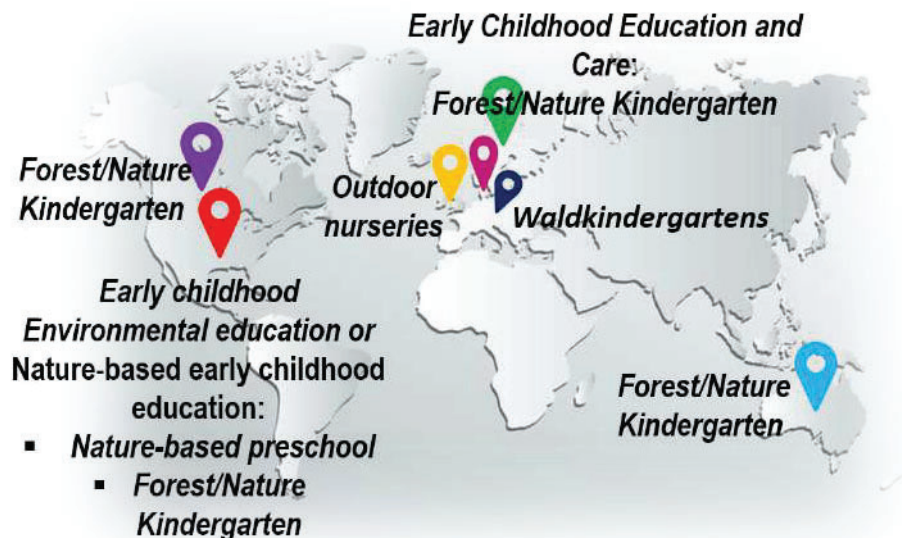 Early Childhood Education and
Care:
Forest/Nature Kindergarten
Forest/Nature
Kindergarten
Outdoor
nurseries
Waldkindergartens
Early childhood
Environmental education or
Nature-based early childhood
education:
▪ Nature-based preschool
▪ Forest/Nature
Kindergarten
Forest/Nature
Kindergarten